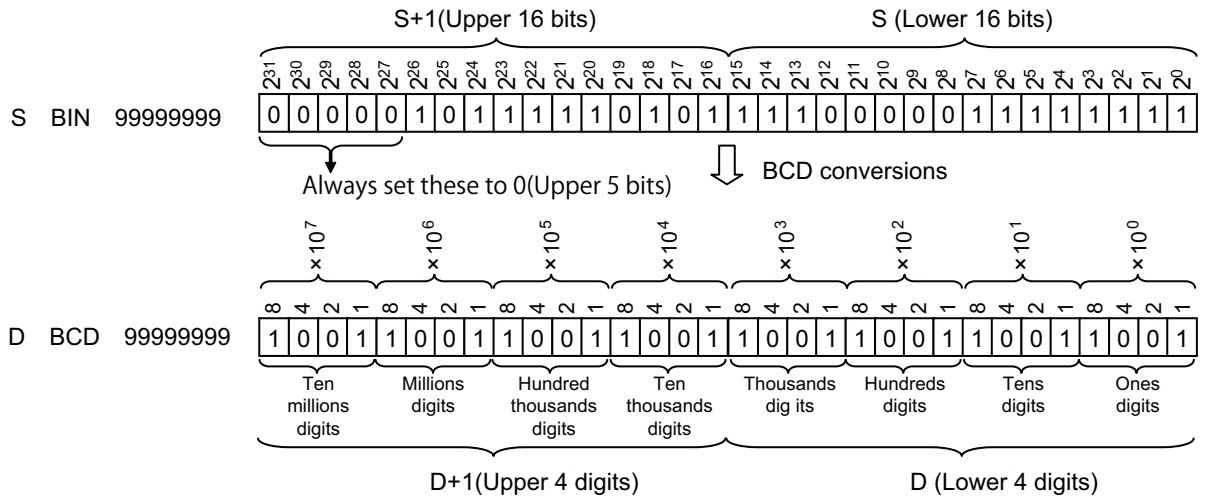 S+1(Upper 16 bits) S (Lower 16 bits)
2³¹ 2³⁰ 2²⁹ 2²⁸ 2²⁷ 2²⁶ 2²⁵ 2²⁴ 2²³ 2²² 2²¹ 2²⁰ 2¹⁹ 2¹⁸ 2¹⁷ 2¹⁶ 2¹⁵ 2¹⁴ 2¹³ 2¹² 2¹¹ 2¹⁰ 2⁹ 2⁸ 2⁷ 2⁶ 2⁵ 2⁴ 2³ 2² 2¹ 2⁰
S BIN 99999999 0 0 0 0 0 1 0 1 1 1 1 1 0 1 0 1 1 1 1 0 0 0 0 0 1 1 1 1 1 1 1 1
Always set these to 0(Upper 5 bits) BCD conversions
×10⁷ ×10⁶ ×10⁵ ×10⁴ ×10³ ×10² ×10¹ ×10⁰
8 4 2 1 8 4 2 1 8 4 2 1 8 4 2 1 8 4 2 1 8 4 2 1 8 4 2 1 8 4 2 1
D BCD 99999999 1 0 0 1 1 0 0 1 1 0 0 1 1 0 0 1 1 0 0 1 1 0 0 1 1 0 0 1 1 0 0 1
Ten Millions Hundred Ten Thousands Hundreds Tens Ones
millions digits thousands thousands dig its digits digits digits
digits digits digits
D+1(Upper 4 digits) D (Lower 4 digits)